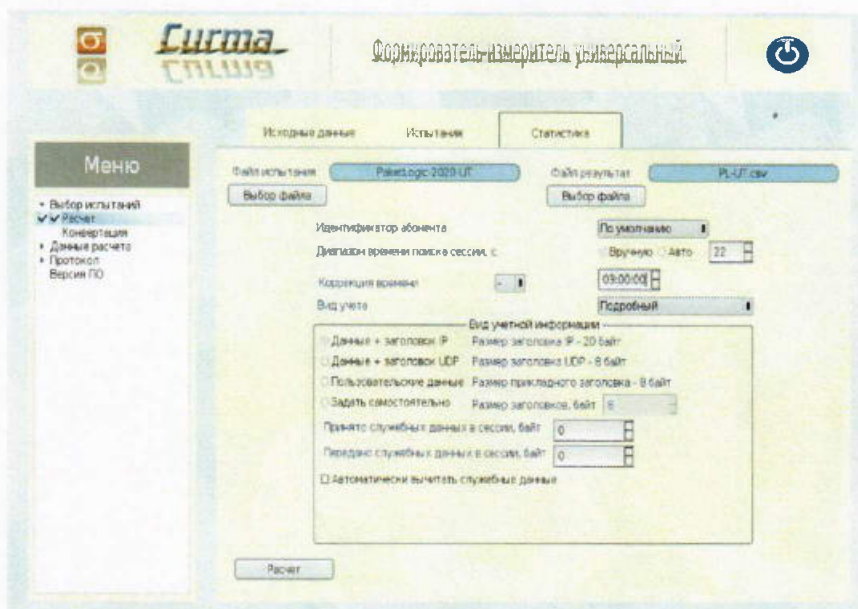 Сигма
Формирователь-измеритель универсальный
Исходные данные Испытания Статистика
Меню
Выбор испытаний
Расчет
Конвертация
Данные расчета
Протокол
Версия ПО
Файл испытания PaketLogic-2020-UT Файл результат PL-UT.csv
Выбор файла Выбор файла
Идентификатор абонента По умолчанию
Диапазон времени поиска сессии, с Вручную Авто 22
Коррекция времени - 03:00:00
Вид учета Подробный
Вид учетной информации
Данные + заголовок IP Размер заголовка IP - 20 байт
Данные + заголовок UDP Размер заголовка UDP - 8 байт
Пользовательские данные Размер прикладного заголовка - 8 байт
Задать самостоятельно Размер заголовков, байт 8
Принято служебных данных в сессии, байт 0
Передано служебных данных в сессии, байт 0
Автоматически вычитать служебные данные
Расчет